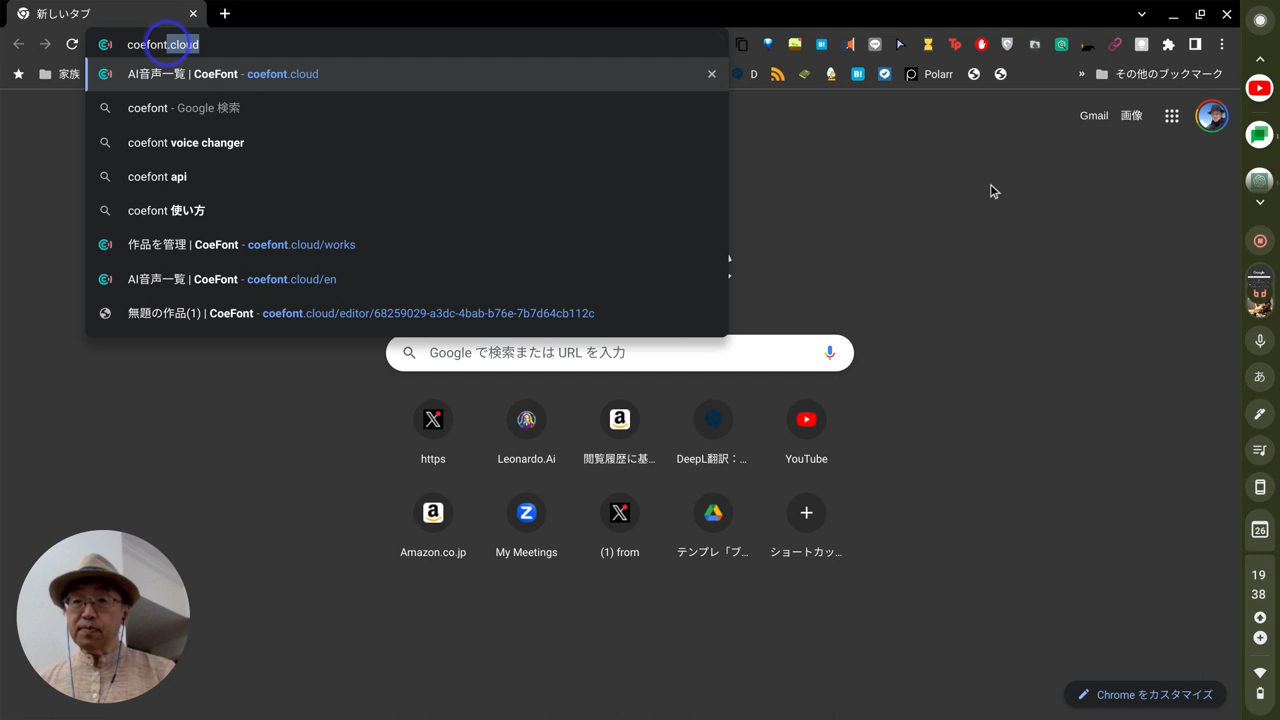 新しいタブ
coefont.cloud
AI音声一覧 | CoeFont - coefont.cloud
coefont - Google 検索
coefont voice changer
coefont api
coefont 使い方
作品を管理 | CoeFont - coefont.cloud/works
AI音声一覧 | CoeFont - coefont.cloud/en
無題の作品(1) | CoeFont - coefont.cloud/editor/68259029-a3dc-4bab-b76e-7b7d64cb112c
家族
D
Polarr
»
その他のブックマーク
Gmail
画像
Google で検索または URL を入力
https
Leonardo.Ai
閲覧履歴に基...
DeepL翻訳：...
YouTube
Amazon.co.jp
My Meetings
(1) from
テンプレ「ブ...
ショートカッ...
Chrome をカスタマイズ
あ
26
19
38